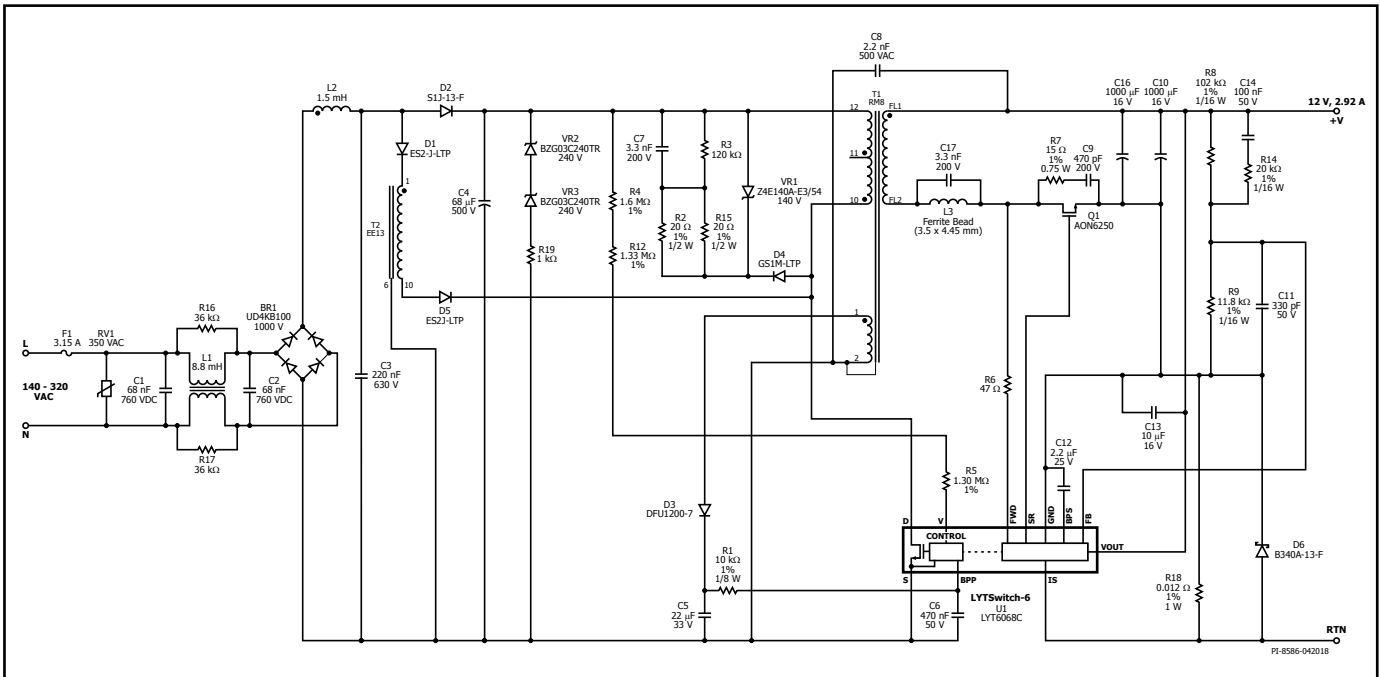 C8
2.2 nF
500 VAC
L2
1.5 mH
D2
S1J-13-F
T1
RM8
12
FL1
C16
1000 μF
16 V
C10
1000 μF
16 V
R8
102 kΩ
1%
1/16 W
C14
100 nF
50 V
12 V, 2.92 A
+V
D1
ES2-J-LTP
VR2
BZG03C240TR
240 V
C7
3.3 nF
200 V
R3
120 kΩ
11
C17
3.3 nF
200 V
R7
15 Ω
1%
0.75 W
C9
470 pF
200 V
R14
20 kΩ
1%
1/16 W
1
C4
68 μF
500 V
VR3
BZG03C240TR
240 V
R4
1.6 MΩ
1%
VR1
Z4E140A-E3/54
140 V
10
FL2
L3
Ferrite Bead
(3.5 x 4.45 mm)
Q1
AON6250
T2
EE13
R2
20 Ω
1%
1/2 W
R15
20 Ω
1%
1/2 W
R19
1 kΩ
R12
1.33 MΩ
1%
D4
GS1M-LTP
6
10
D5
ES2J-LTP
R9
11.8 kΩ
1%
1/16 W
C11
330 pF
50 V
R16
36 kΩ
BR1
UD4KB100
1000 V
1
L
F1
3.15 A
RV1
350 VAC
L1
8.8 mH
2
C3
220 nF
630 V
140 - 320
VAC
C1
68 nF
760 VDC
C2
68 nF
760 VDC
R6
47 Ω
N
C13
10 μF
16 V
R17
36 kΩ
C12
2.2 μF
25 V
R5
1.30 MΩ
1%
D3
DFU1200-7
D
V
FWD
SR
GND
BPS
FB
CONTROL
VOUT
D6
B340A-13-F
R1
10 kΩ
1%
1/8 W
S
BPP
IS
R18
0.012 Ω
1%
1 W
LYTSwitch-6
U1
LYT6068C
C5
22 μF
33 V
C6
470 nF
50 V
RTN
PI-8586-042018